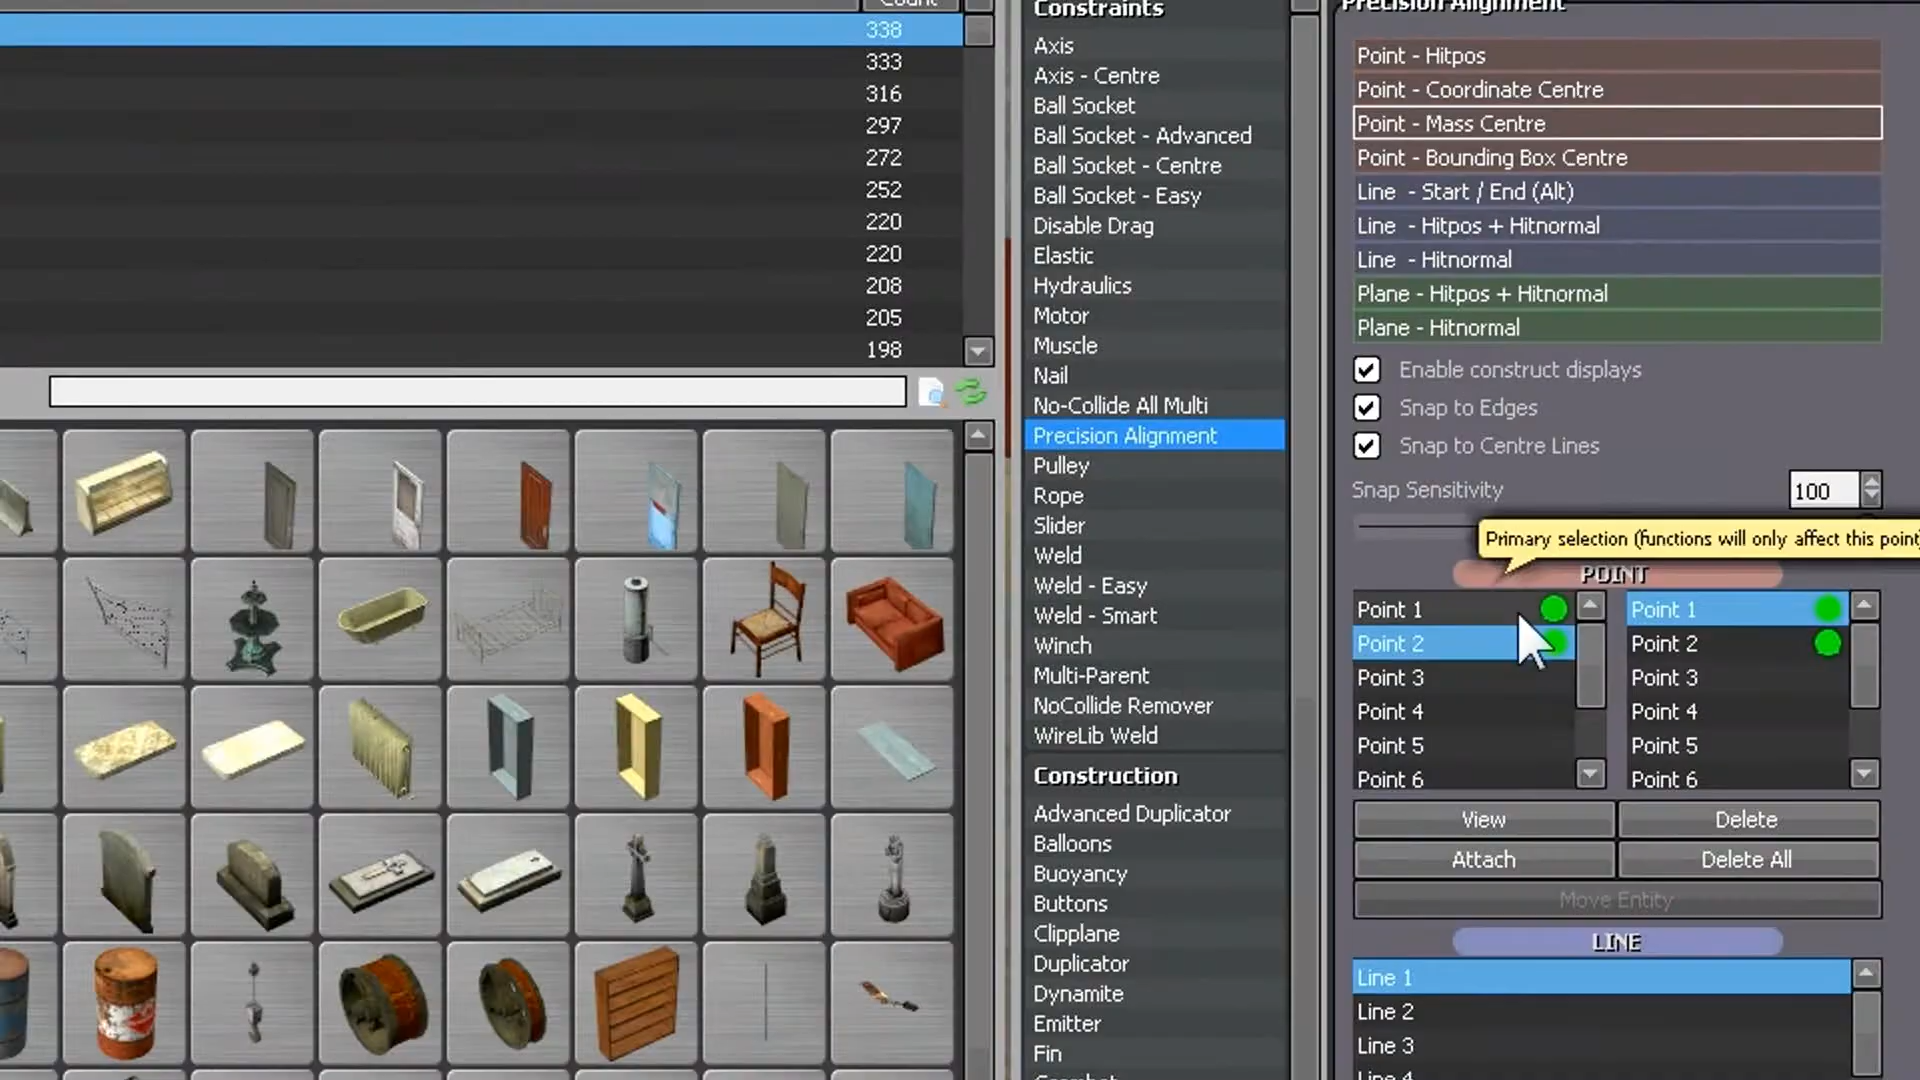 Count
338
333
316
297
272
252
220
220
208
205
198
Constraints
Axis
Axis - Centre
Ball Socket
Ball Socket - Advanced
Ball Socket - Centre
Ball Socket - Easy
Disable Drag
Elastic
Hydraulics
Motor
Muscle
Nail
No-Collide All Multi
Precision Alignment
Pulley
Rope
Slider
Weld
Weld - Easy
Weld - Smart
Winch
Multi-Parent
NoCollide Remover
WireLib Weld
Construction
Advanced Duplicator
Balloons
Buoyancy
Buttons
Clipplane
Duplicator
Dynamite
Emitter
Fin
Precision Alignment
Point - Hitpos
Point - Coordinate Centre
Point - Mass Centre
Point - Bounding Box Centre
Line - Start / End (Alt)
Line - Hitpos + Hitnormal
Line - Hitnormal
Plane - Hitpos + Hitnormal
Plane - Hitnormal
Enable construct displays
Snap to Edges
Snap to Centre Lines
Snap Sensitivity 100
Primary selection (functions will only affect this point
POINT
Point 1 Point 1
Point 2 Point 2
Point 3 Point 3
Point 4 Point 4
Point 5 Point 5
Point 6 Point 6
View Delete
Attach Delete All
Move Entity
LINE
Line 1
Line 2
Line 3
Line 4